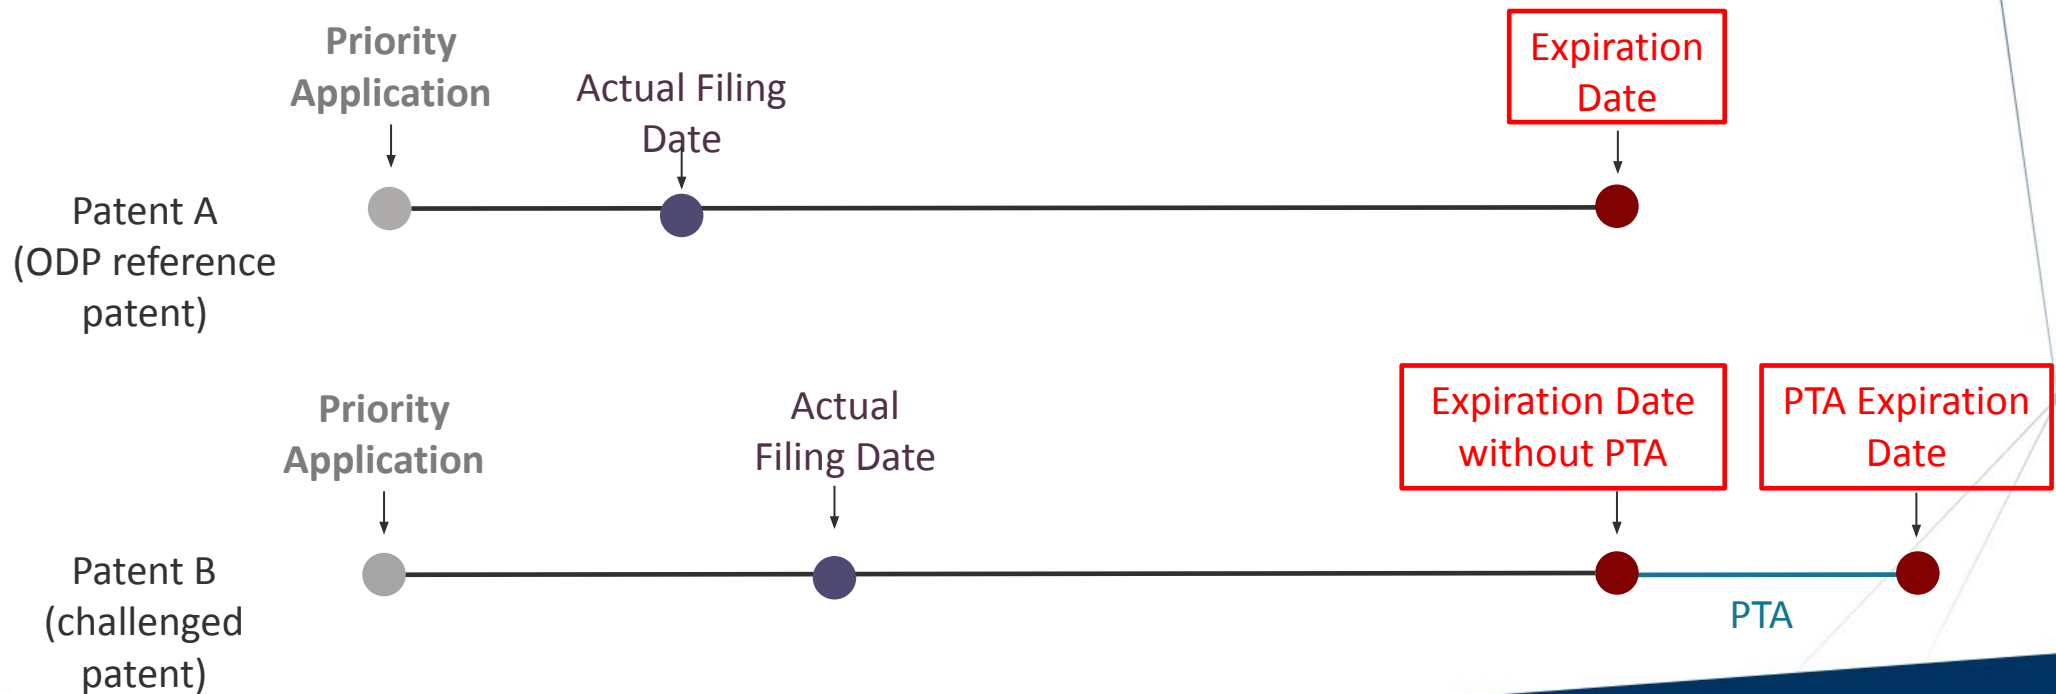 Priority
Application
Actual Filing
Date
Expiration
Date
Patent A
(ODP reference
patent)
Priority
Application
Actual
Filing Date
Expiration Date
without PTA
PTA Expiration
Date
Patent B
(challenged
patent)
PTA